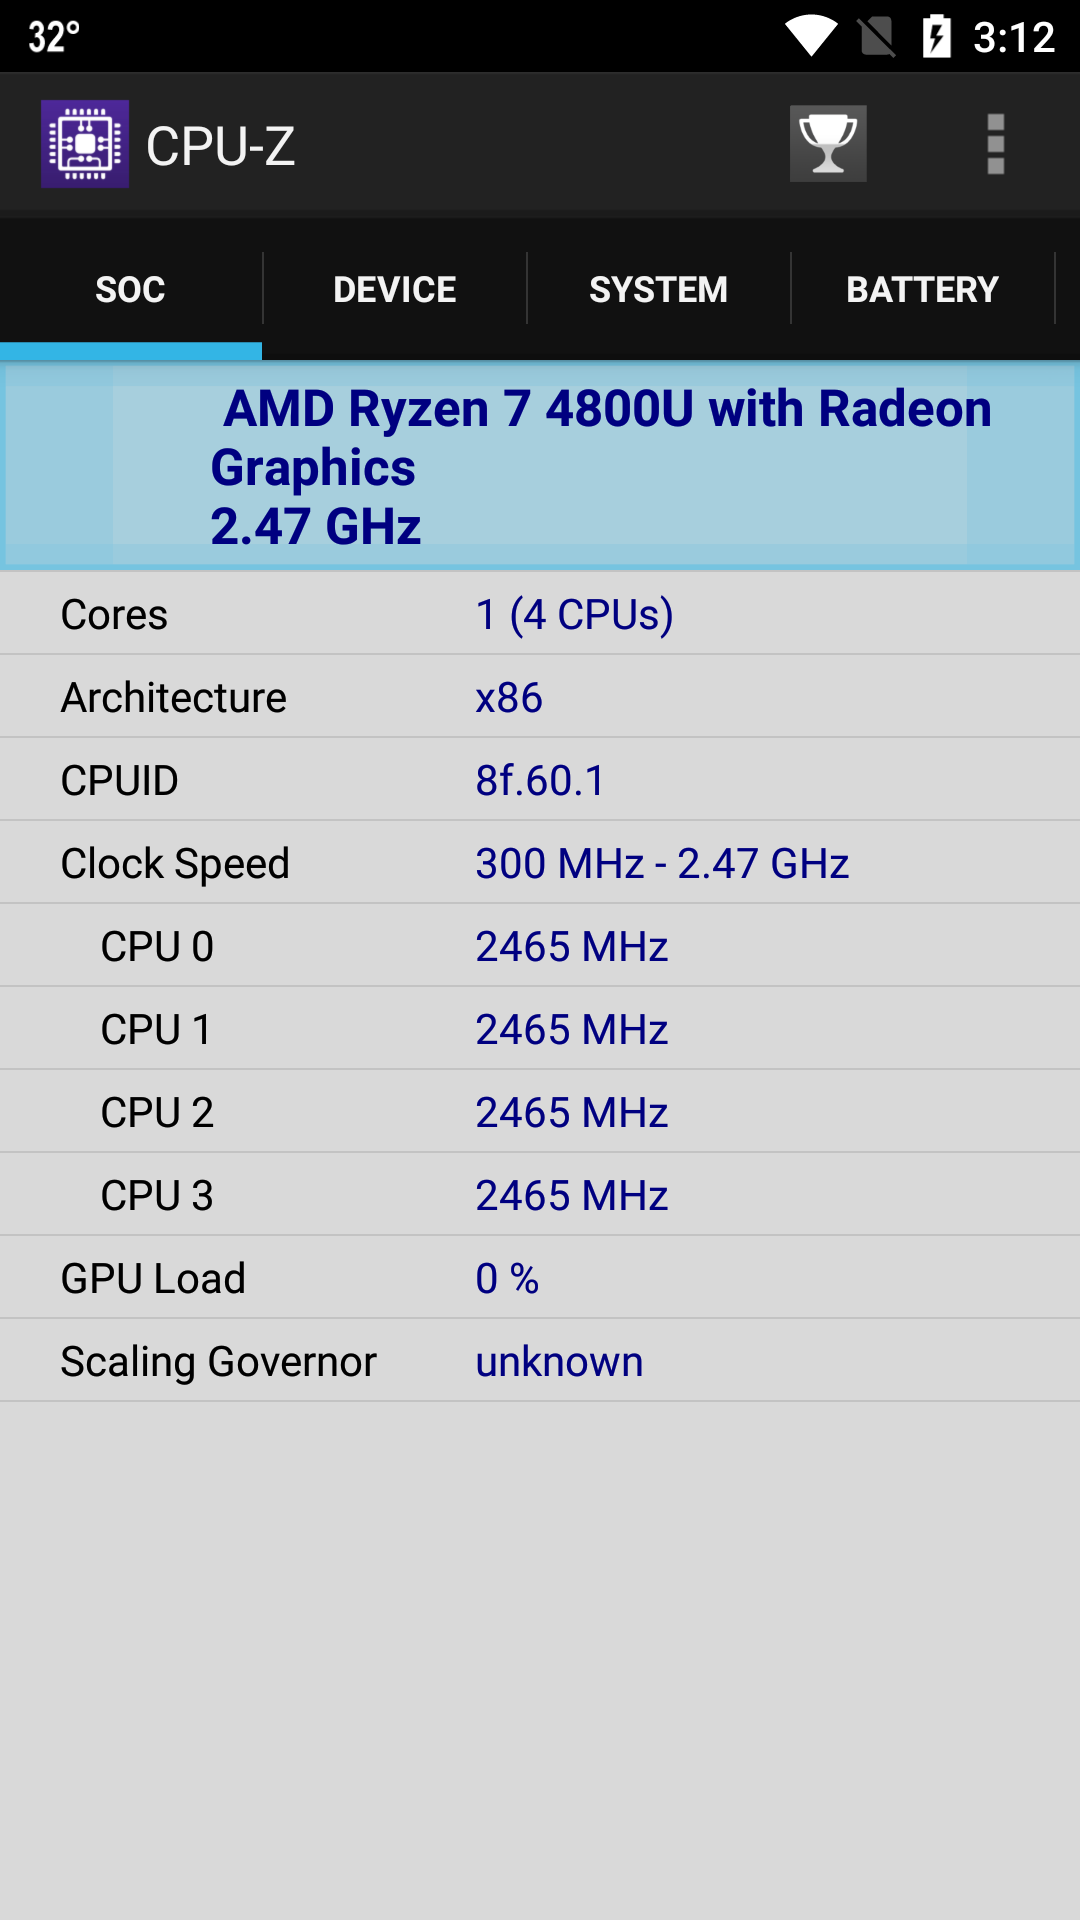 32° 3:12
CPU-Z
SOC DEVICE SYSTEM BATTERY
AMD Ryzen 7 4800U with Radeon
Graphics
2.47 GHz
Cores 1 (4 CPUs)
Architecture x86
CPUID 8f.60.1
Clock Speed 300 MHz - 2.47 GHz
CPU 0 2465 MHz
CPU 1 2465 MHz
CPU 2 2465 MHz
CPU 3 2465 MHz
GPU Load 0 %
Scaling Governor unknown